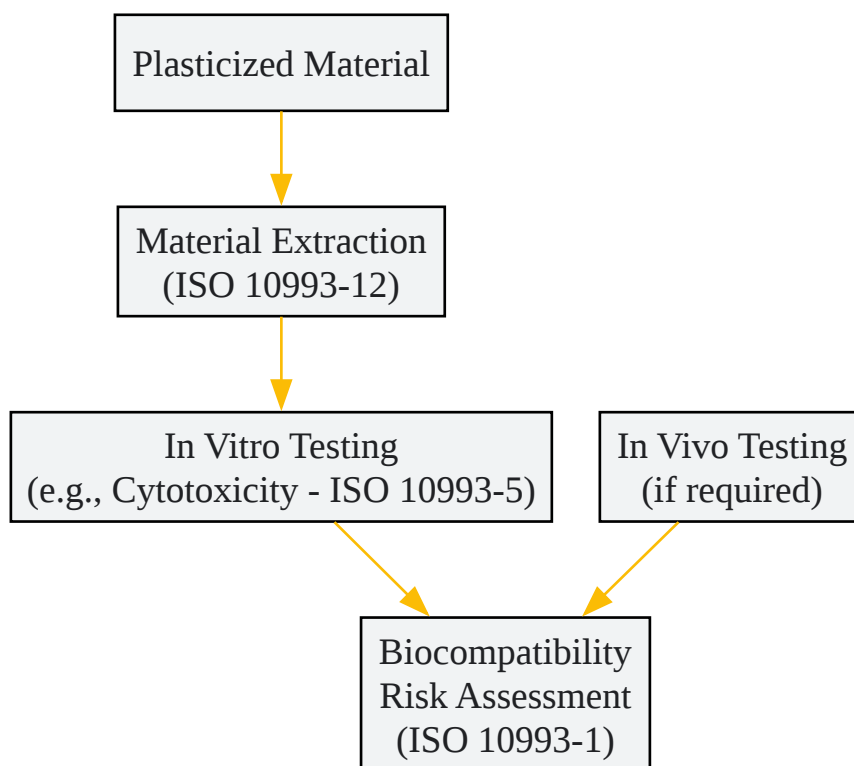 Plasticized Material
Material Extraction
(ISO 10993-12)
In Vitro Testing
(e.g., Cytotoxicity - ISO 10993-5)
In Vivo Testing
(if required)
Biocompatibility
Risk Assessment
(ISO 10993-1)